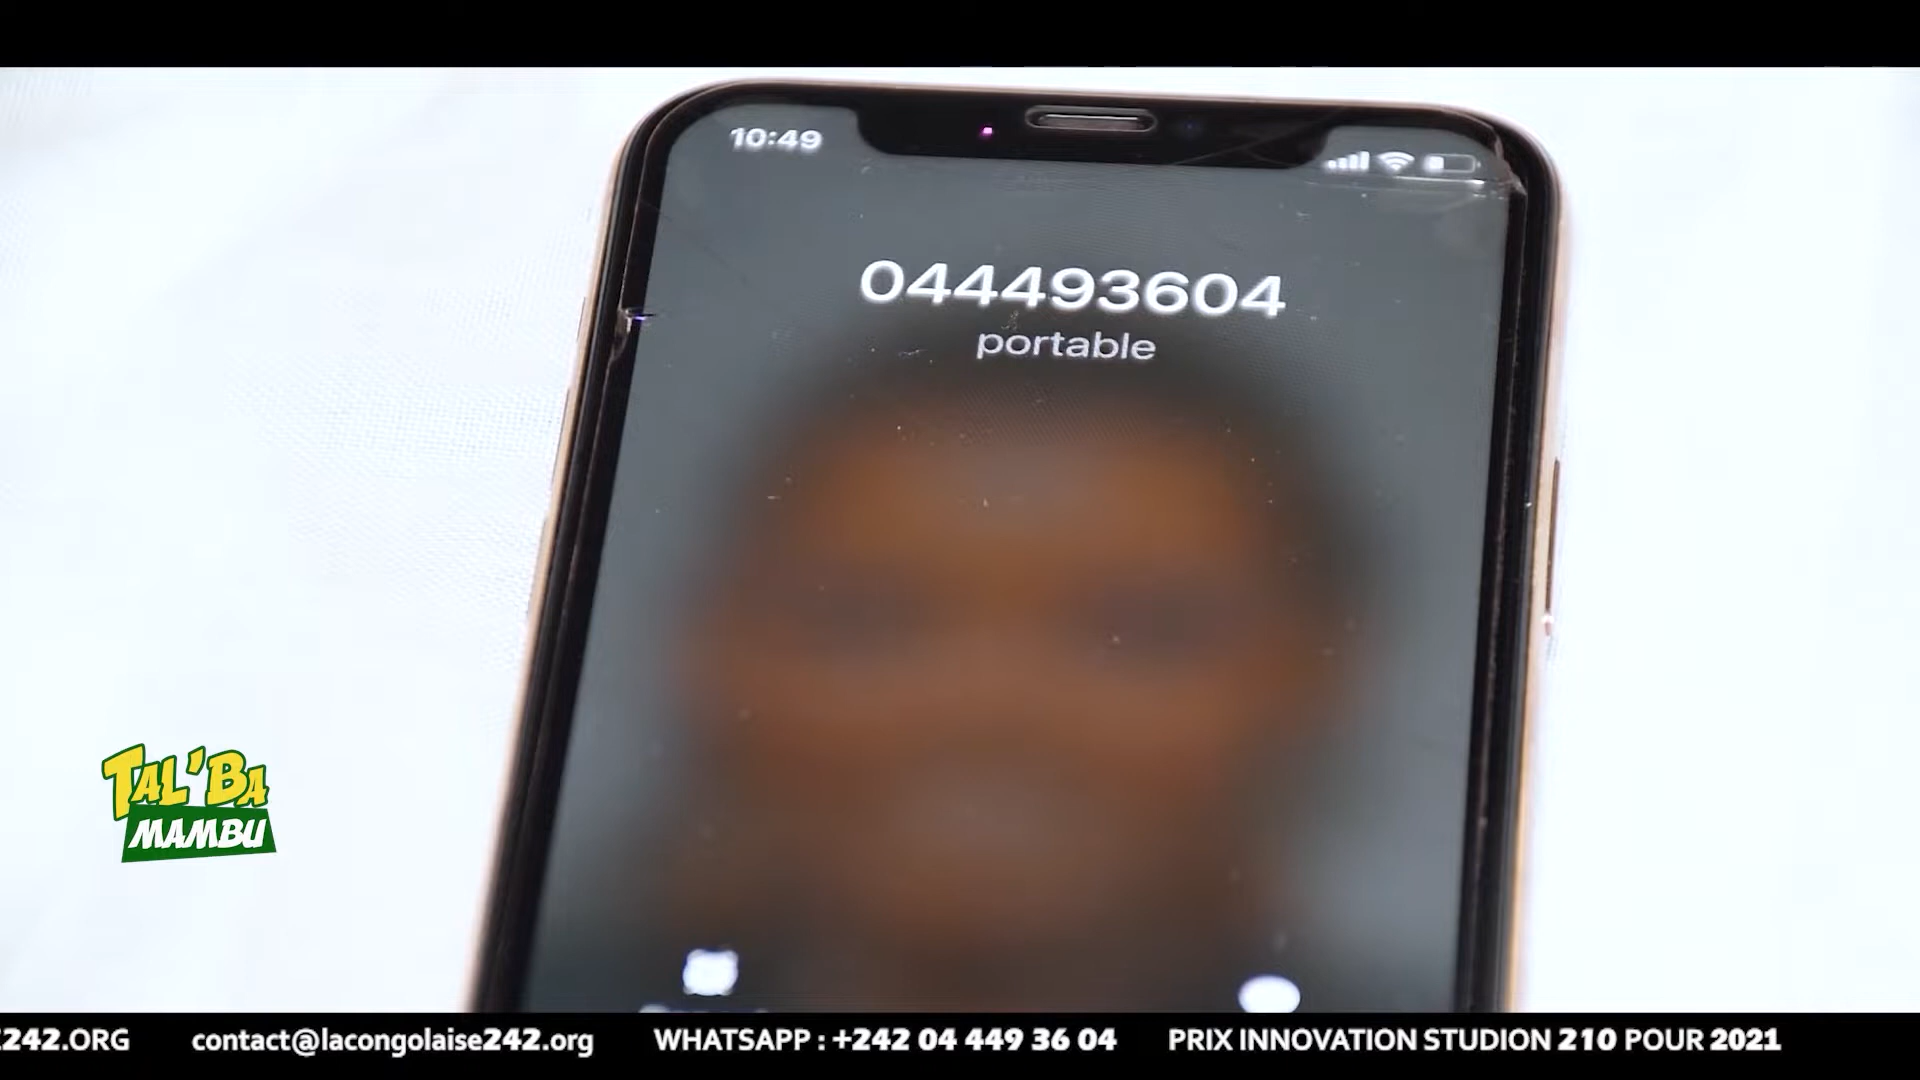 10:49
044493604
portable
TAL'BA
MAMBU
242.ORG
contact@lacongolaise242.org
WHATSAPP : +242 04 449 36 04
PRIX INNOVATION STUDION 210 POUR 2021